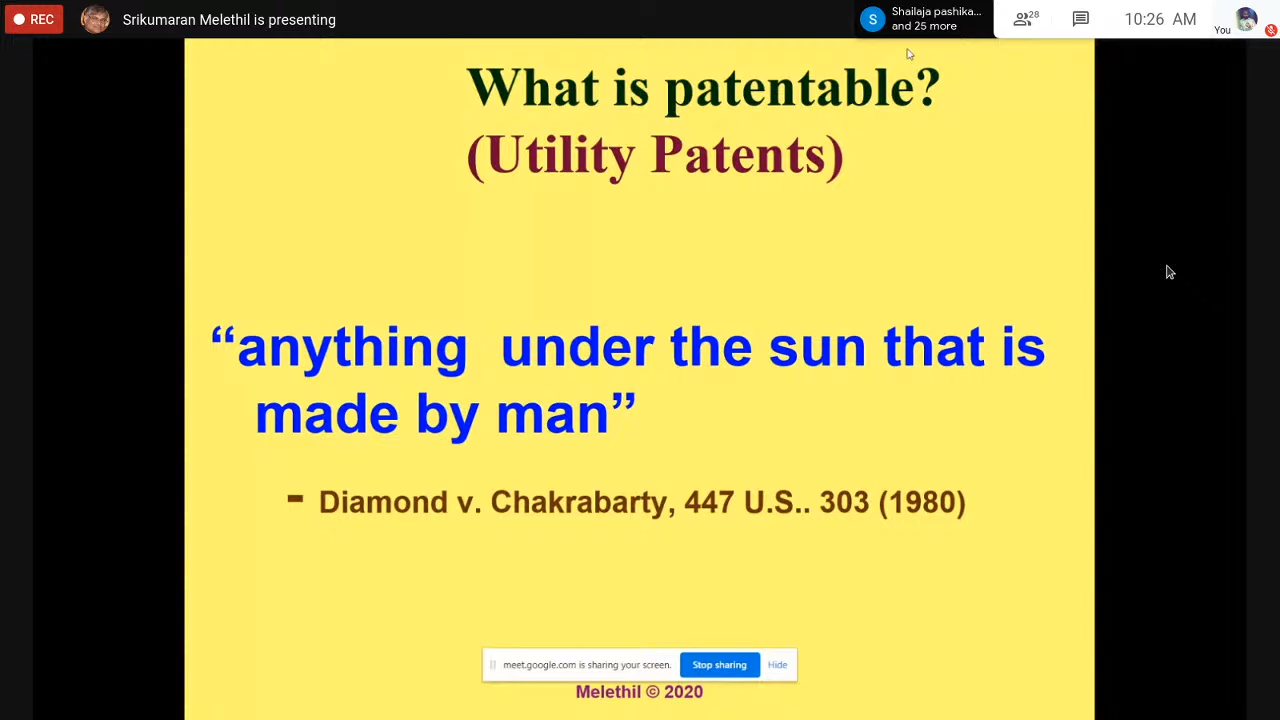 REC
Srikumaran Melethil is presenting
S
Shailaja pashika...
and 25 more
28
10:26 AM
You
What is patentable?
(Utility Patents)
“anything under the sun that is
made by man”
- Diamond v. Chakrabarty, 447 U.S.. 303 (1980)
meet.google.com is sharing your screen.
Stop sharing
Hide
Melethil © 2020